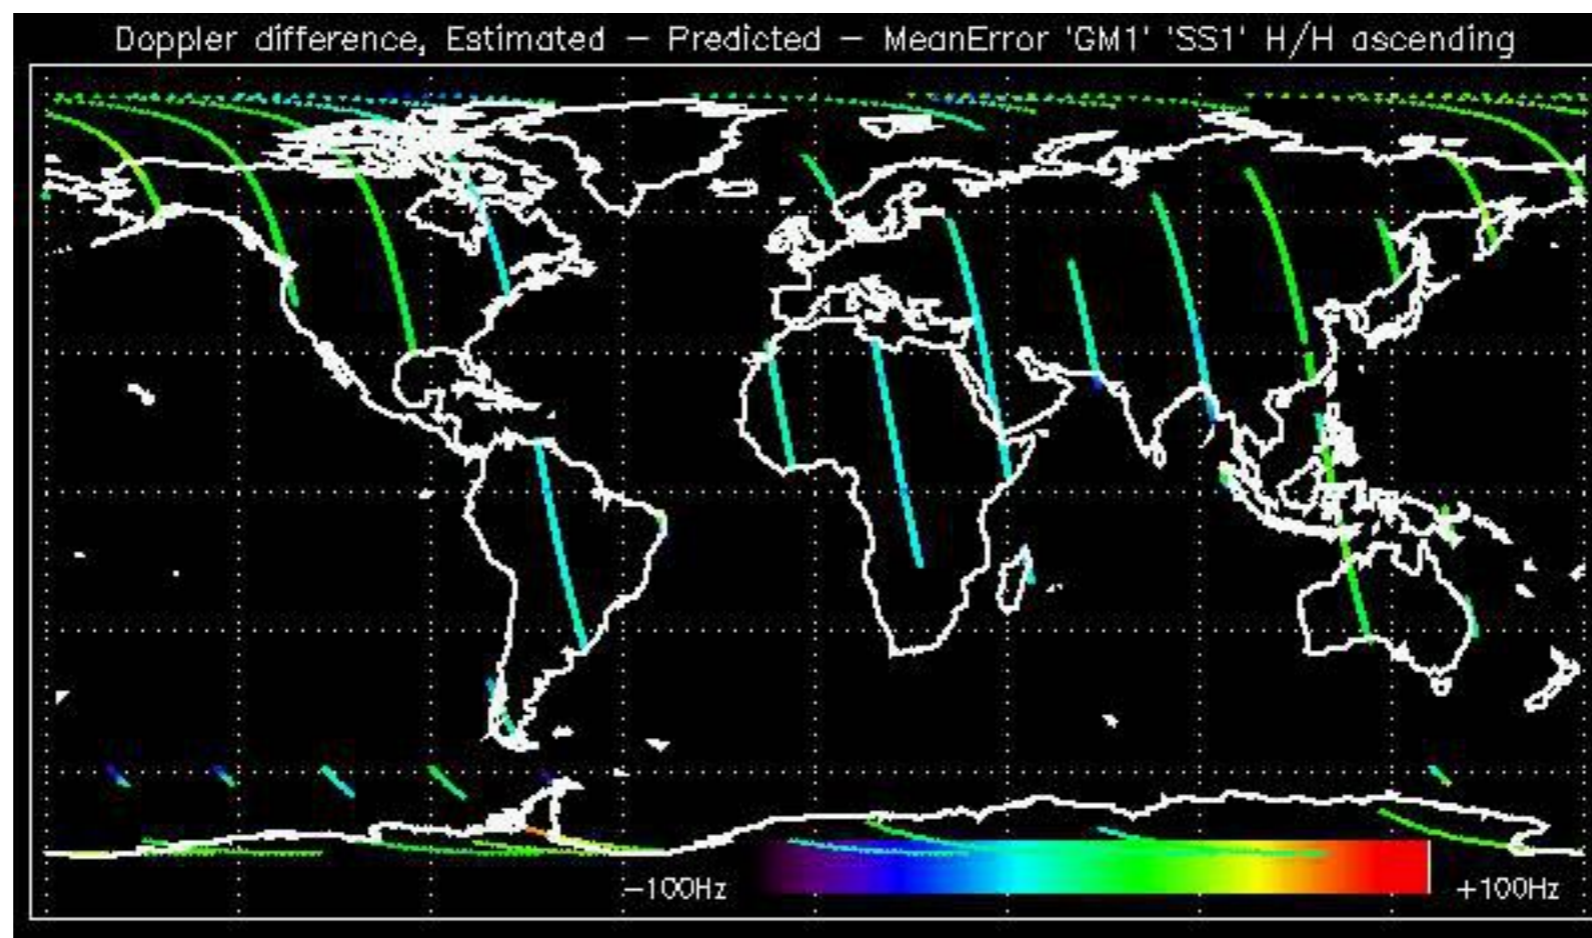 Doppler difference, Estimated – Predicted – MeanError 'GM1' 'SS1' H/H ascending
−100Hz
+100Hz